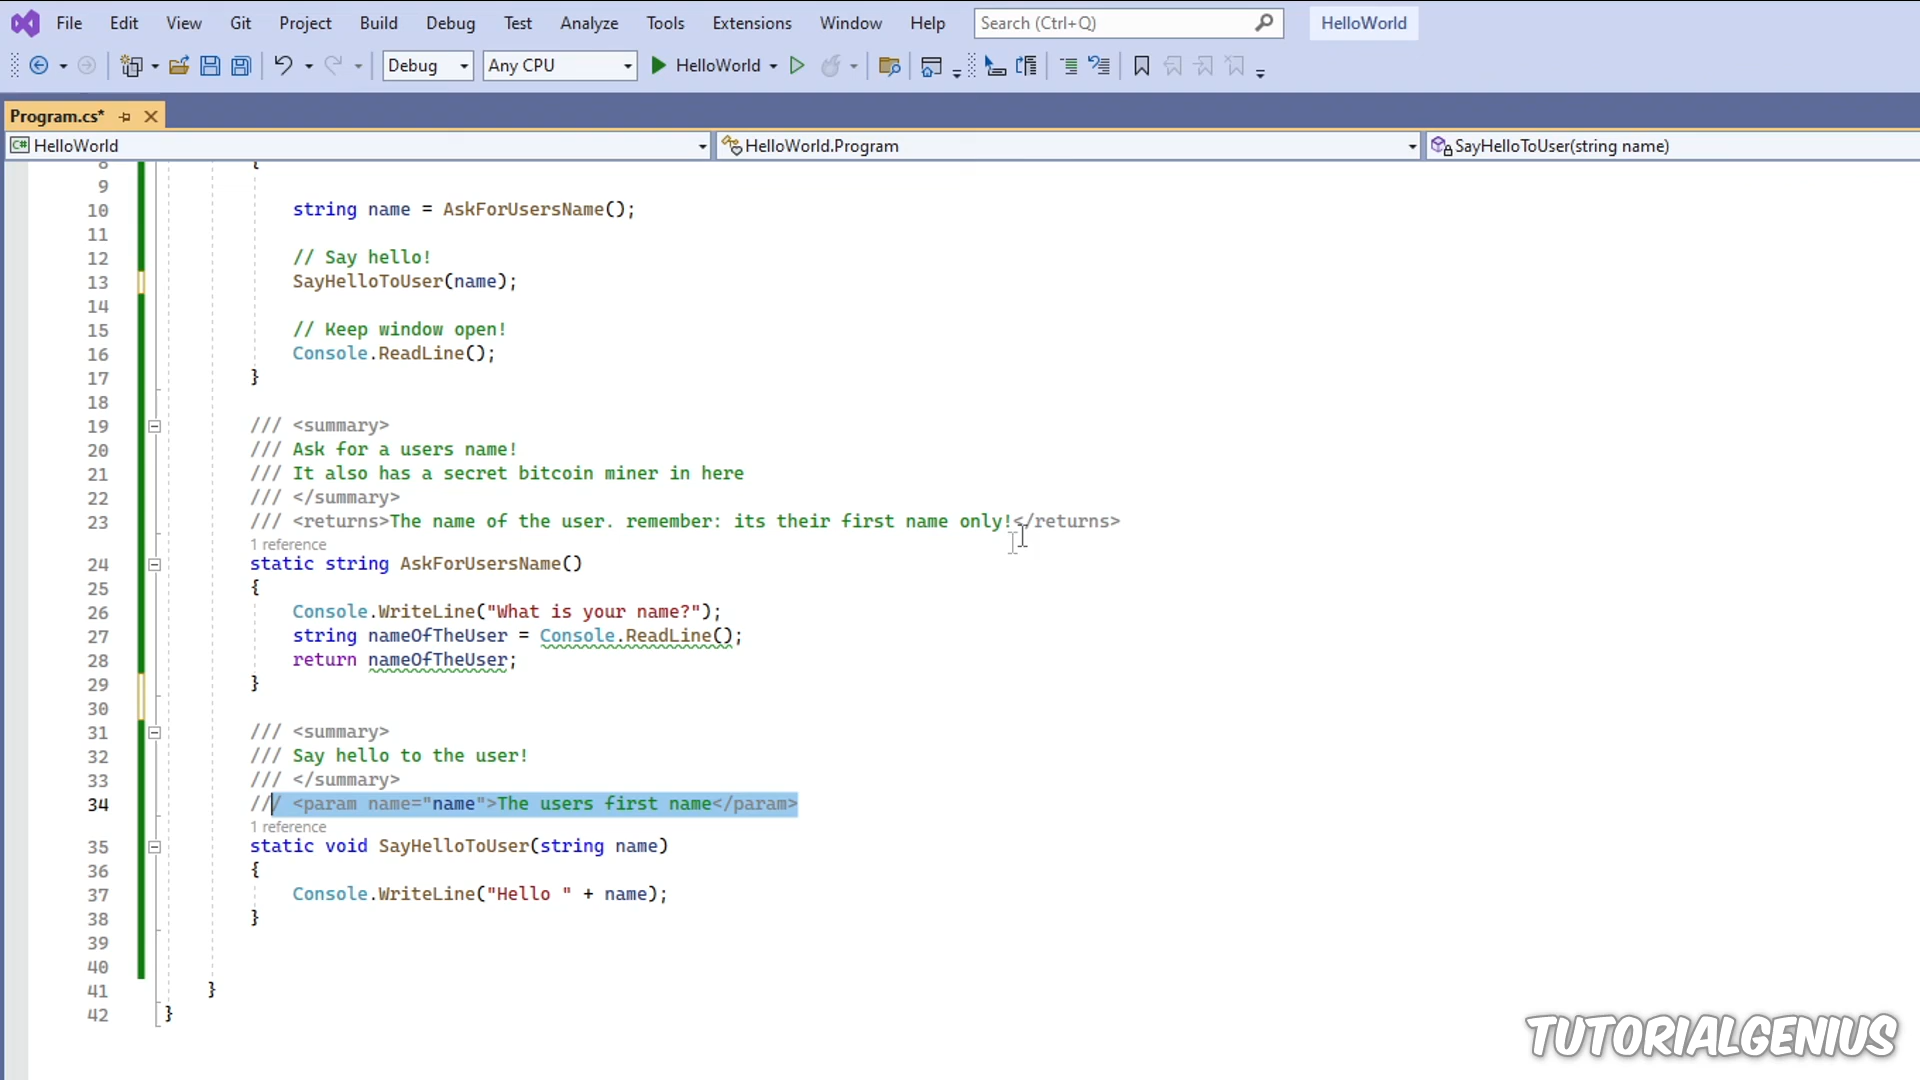 File Edit View Git Project Build Debug Test Analyze Tools Extensions Window Help Search (Ctrl+Q) HelloWorld
Debug Any CPU HelloWorld
Program.cs*
C# HelloWorld HelloWorld.Program SayHelloToUser(string name)
8 {
9
10 string name = AskForUsersName();
11
12 // Say hello!
13 SayHelloToUser(name);
14
15 // Keep window open!
16 Console.ReadLine();
17 }
18
19 /// <summary>
20 /// Ask for a users name!
21 /// It also has a secret bitcoin miner in here
22 /// </summary>
23 /// <returns>The name of the user. remember: its their first name only!</returns>
1 reference
24 static string AskForUsersName()
25 {
26 Console.WriteLine("What is your name?");
27 string nameOfTheUser = Console.ReadLine();
28 return nameOfTheUser;
29 }
30
31 /// <summary>
32 /// Say hello to the user!
33 /// </summary>
34 /// <param name="name">The users first name</param>
1 reference
35 static void SayHelloToUser(string name)
36 {
37 Console.WriteLine("Hello " + name);
38 }
39
40
41 }
42 }
TUTORIALGENIUS